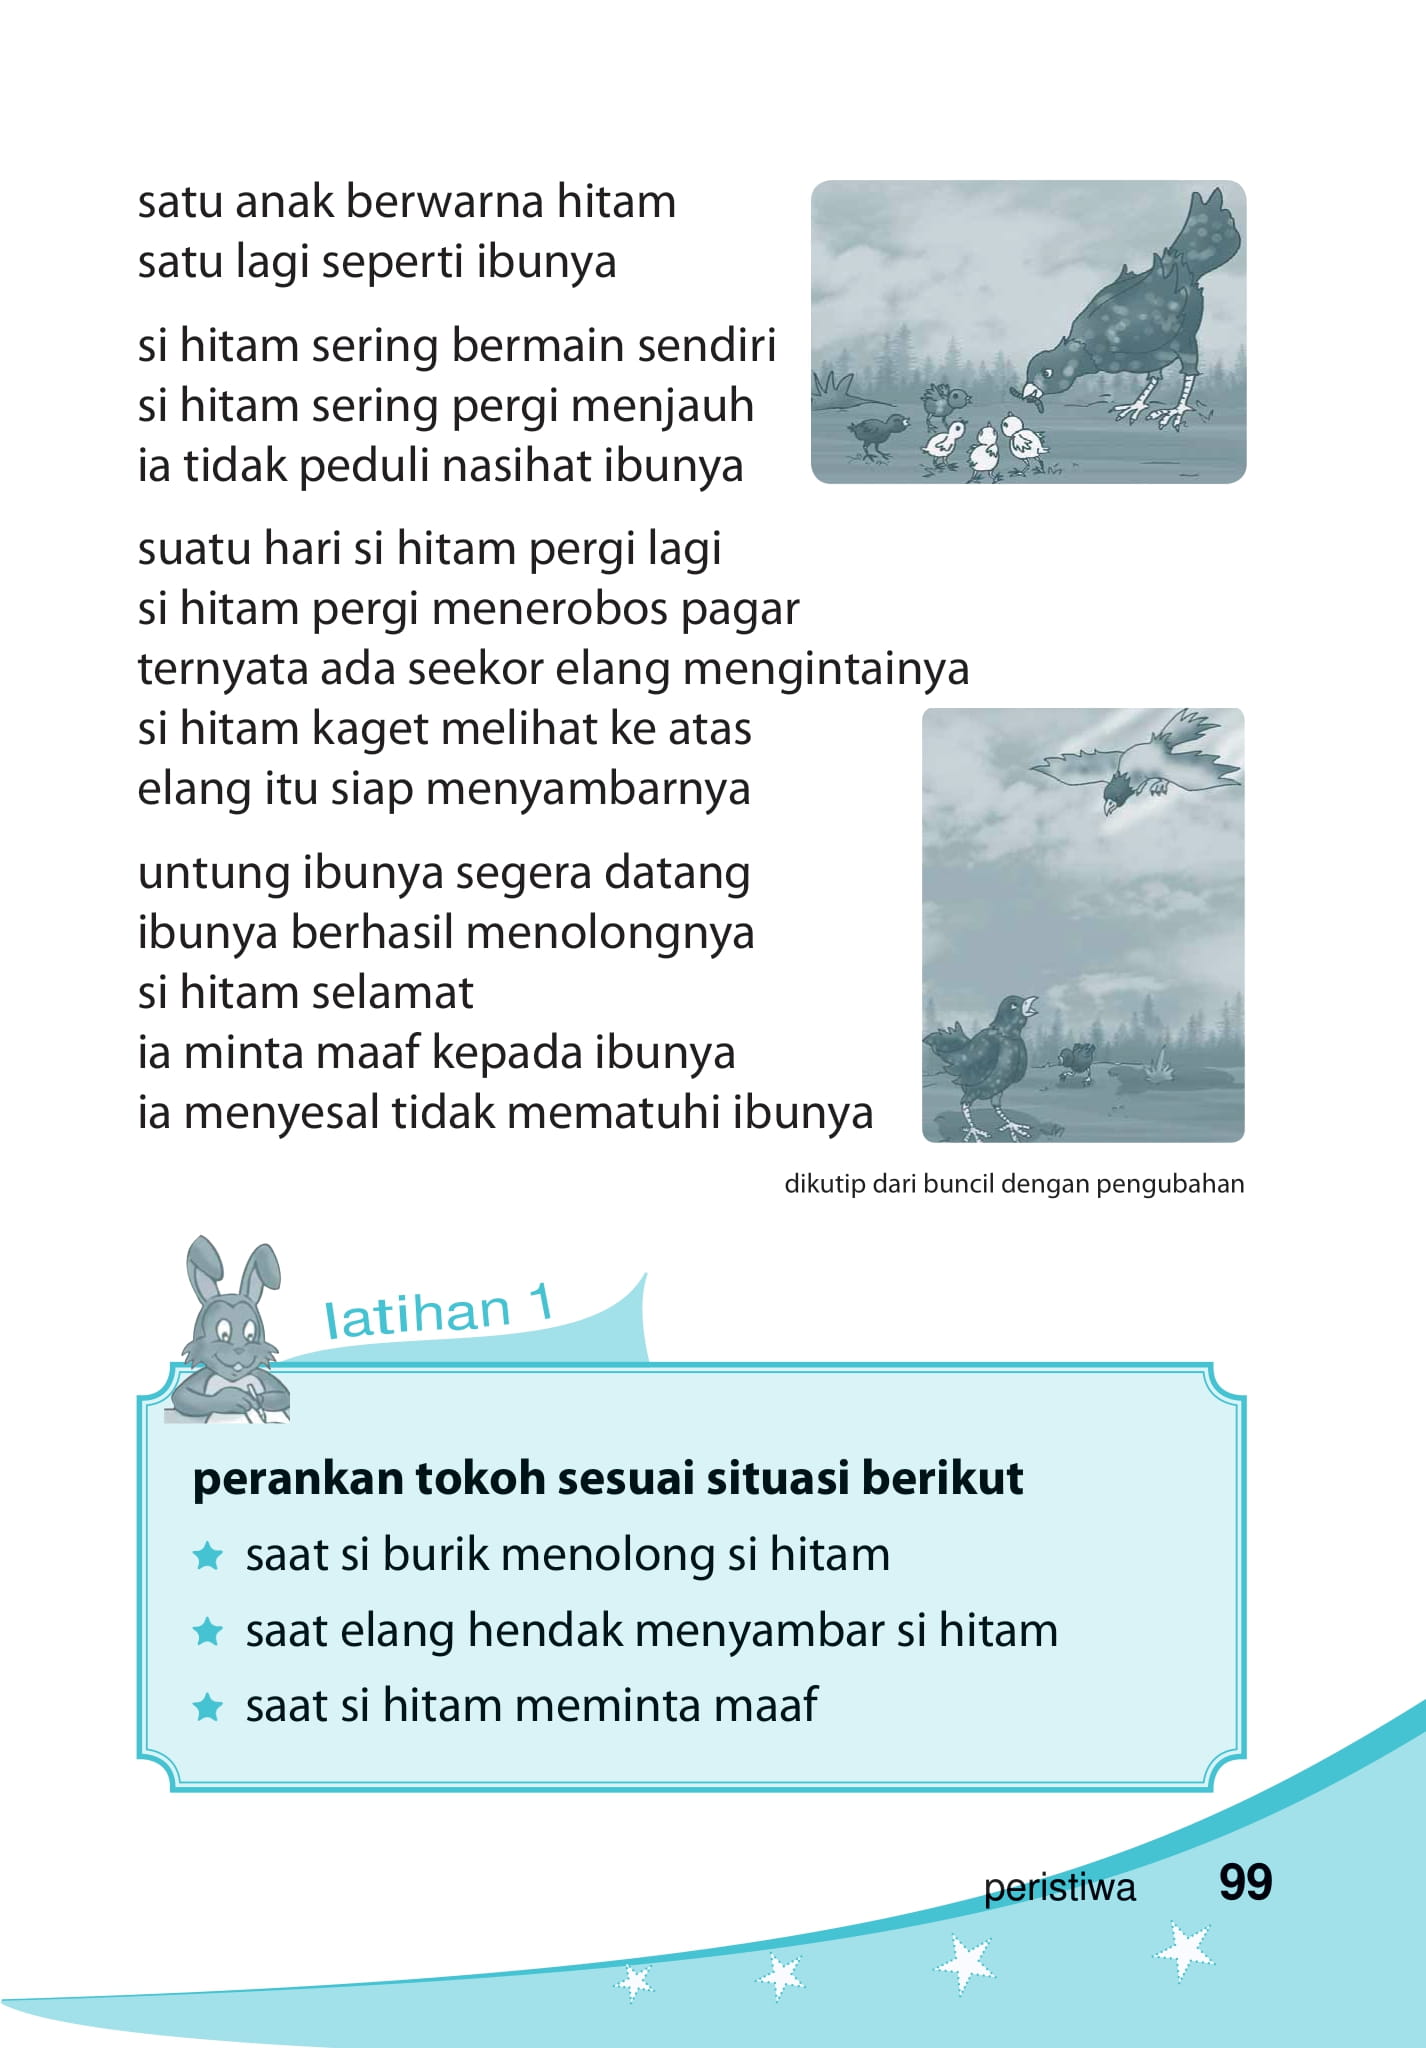 satu anak berwarna hitam
satu lagi seperti ibunya
si hitam sering bermain sendiri
si hitam sering pergi menjauh
ia tidak peduli nasihat ibunya
suatu hari si hitam pergi lagi
si hitam pergi menerobos pagar
ternyata ada seekor elang mengintainya
si hitam kaget melihat ke atas
elang itu siap menyambarnya
untung ibunya segera datang
ibunya berhasil menolongnya
si hitam selamat
ia minta maaf kepada ibunya
ia menyesal tidak mematuhi ibunya
dikutip dari buncil dengan pengubahan
latihan 1
perankan tokoh sesuai situasi berikut
saat si burik menolong si hitam
saat elang hendak menyambar si hitam
saat si hitam meminta maaf
peristiwa 99